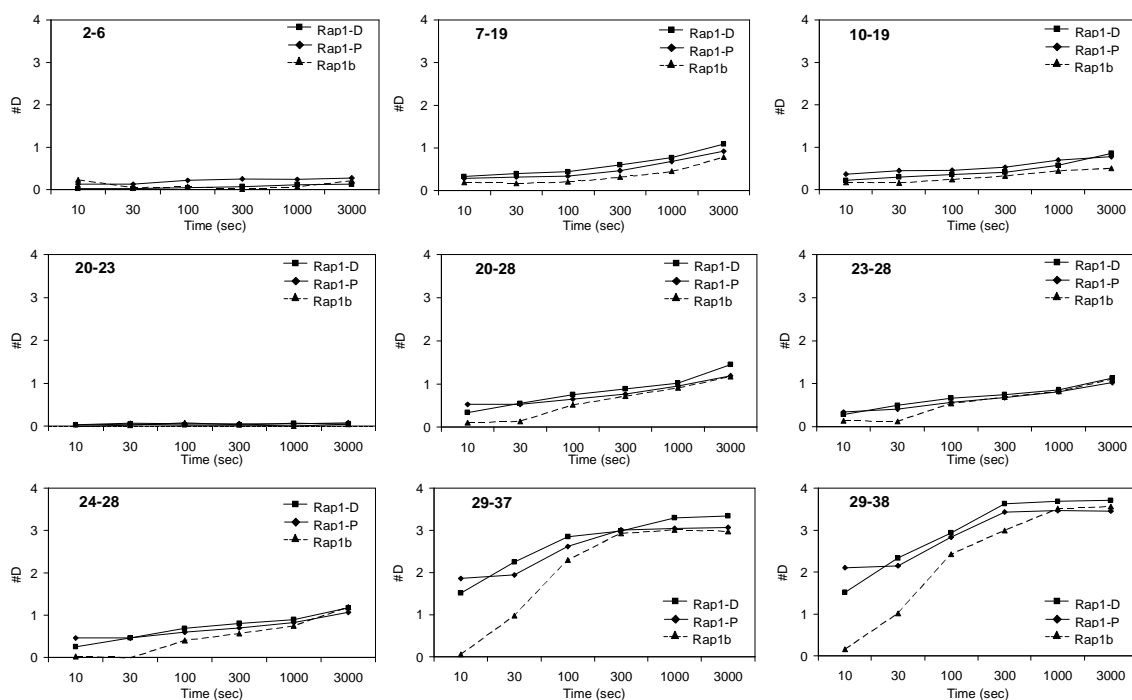 2-6
Rap1-D
Rap1-P
Rap1b
#D
4
3
2
1
0
10 30 100 300 1000 3000
Time (sec)
7-19
Rap1-D
Rap1-P
Rap1b
#D
4
3
2
1
0
10 30 100 300 1000 3000
Time (sec)
10-19
Rap1-D
Rap1-P
Rap1b
#D
4
3
2
1
0
10 30 100 300 1000 3000
Time (sec)
20-23
Rap1-D
Rap1-P
Rap1b
#D
4
3
2
1
0
10 30 100 300 1000 3000
Time (sec)
20-28
Rap1-D
Rap1-P
Rap1b
#D
4
3
2
1
0
10 30 100 300 1000 3000
Time (sec)
23-28
Rap1-D
Rap1-P
Rap1b
#D
4
3
2
1
0
10 30 100 300 1000 3000
Time (sec)
24-28
Rap1-D
Rap1-P
Rap1b
#D
4
3
2
1
0
10 30 100 300 1000 3000
Time (sec)
29-37
Rap1-D
Rap1-P
Rap1b
#D
4
3
2
1
0
10 30 100 300 1000 3000
Time (sec)
29-38
Rap1-D
Rap1-P
Rap1b
#D
4
3
2
1
0
10 30 100 300 1000 3000
Time (sec)